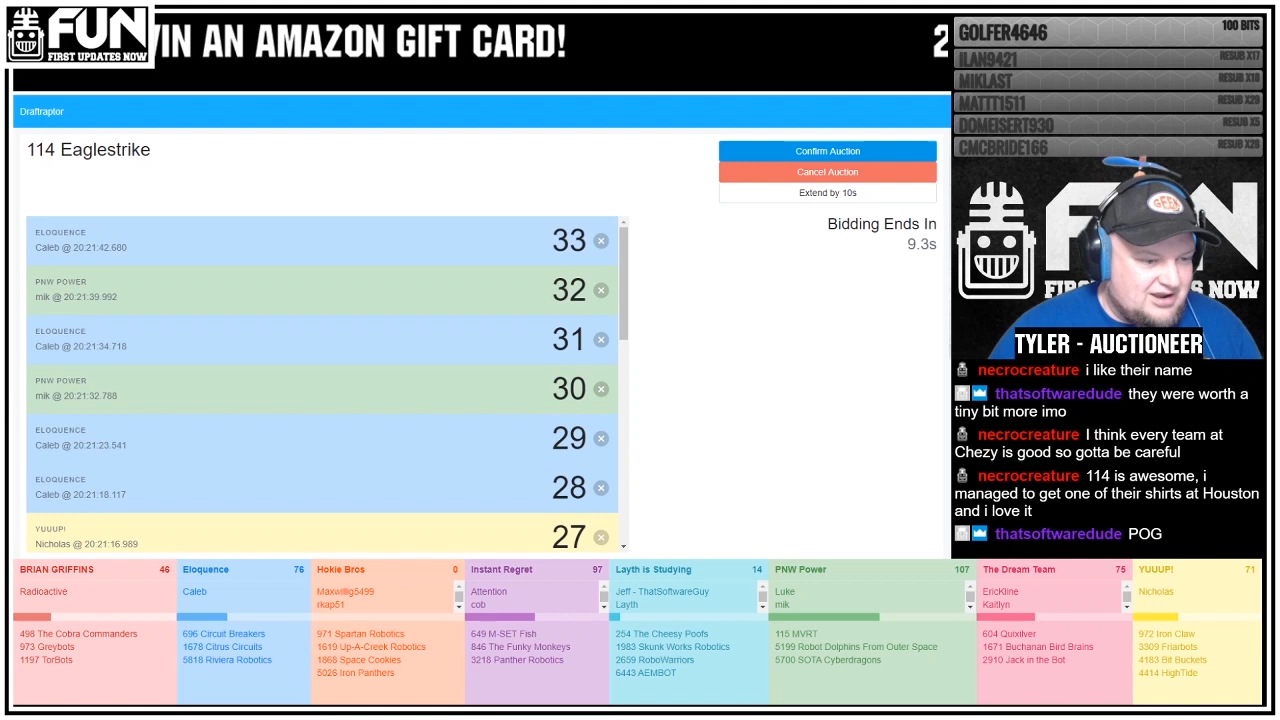 FUN
FIRST UPDATES NOW
WIN AN AMAZON GIFT CARD!
2
Draftraptor
114 Eaglestrike
Confirm Auction
Cancel Auction
Extend by 10s
Bidding Ends In
9.3s
ELOQUENCE
Caleb @ 20:21:42.680
33
PNW POWER
mik @ 20:21:39.992
32
ELOQUENCE
Caleb @ 20:21:34.718
31
PNW POWER
mik @ 20:21:32.788
30
ELOQUENCE
Caleb @ 20:21:23.541
29
ELOQUENCE
Caleb @ 20:21:18.117
28
YUUUP!
Nicholas @ 20:21:16.989
27
GOLFER4646 100 BITS
ILAN9421 RESUB X17
MIKLAST RESUB X18
MATTT1511 RESUB X29
DOMEISERT930 RESUB X5
CMCBRIDE166 RESUB X28
GEEK
TYLER - AUCTIONEER
necrocreature i like their name
thatsoftwaredude they were worth a
tiny bit more imo
necrocreature I think every team at
Chezy is good so gotta be careful
necrocreature 114 is awesome, i
managed to get one of their shirts at Houston
and i love it
thatsoftwaredude POG
BRIAN GRIFFINS 46
Radioactive
498 The Cobra Commanders
973 Greybots
1197 TorBots
Eloquence 76
Caleb
696 Circuit Breakers
1678 Citrus Circuits
5818 Riviera Robotics
Hokie Bros 0
Maxwillig5499
rkap51
971 Spartan Robotics
1619 Up-A-Creek Robotics
1868 Space Cookies
5026 Iron Panthers
Instant Regret 97
Attention
cob
649 M-SET Fish
846 The Funky Monkeys
3218 Panther Robotics
Layth is Studying 14
Jeff - ThatSoftwareGuy
Layth
254 The Cheesy Poofs
1983 Skunk Works Robotics
2659 RoboWarriors
6443 AEMBOT
PNW Power 107
Luke
mik
115 MVRT
5199 Robot Dolphins From Outer Space
5700 SOTA Cyberdragons
The Dream Team 75
EricKline
Kaitlyn
604 Quixilver
1671 Buchanan Bird Brains
2910 Jack in the Bot
YUUUP! 71
Nicholas
972 Iron Claw
3309 Friarbots
4183 Bit Buckets
4414 HighTide